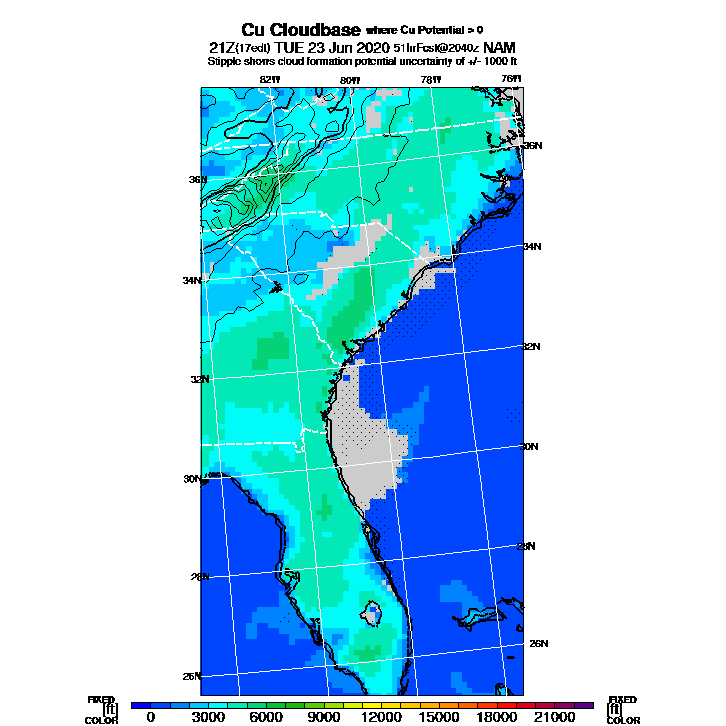 Cu Cloudbase where Cu Potential > 0
21Z(17edt) TUE 23 Jun 2020 51hrFcst@2040z NAM
Stipple shows cloud formation potential uncertainty of +/- 1000 ft
82W 80W 78W 76W
36N
36N
34N
34N
32N
32N
30N
30N
28N
28N
26N
26N
FIXED FIXED
[ft] [ft]
COLOR COLOR
0 3000 6000 9000 12000 15000 18000 21000